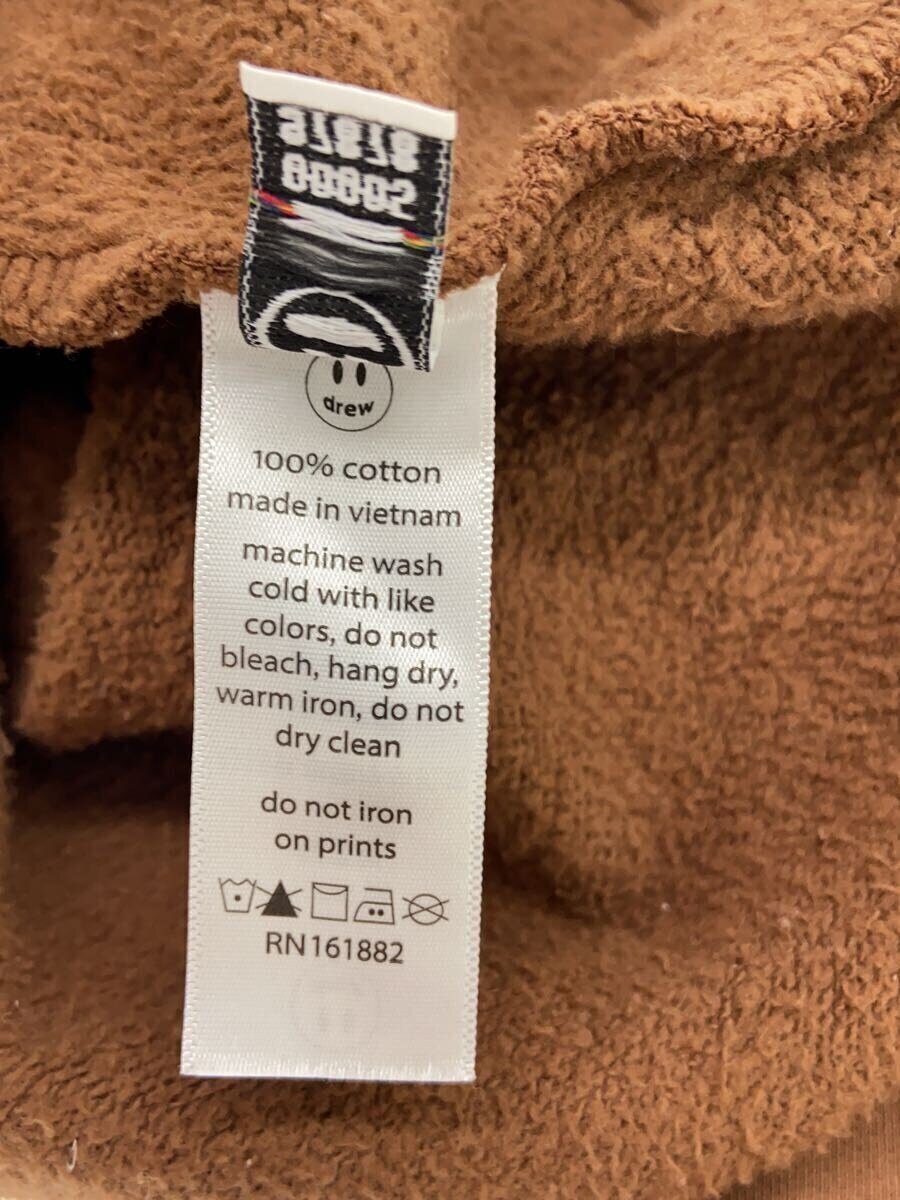 drew
100% cotton
made in vietnam
machine wash
cold with like
colors, do not
bleach, hang dry,
warm iron, do not
dry clean
do not iron
on prints
RN161882